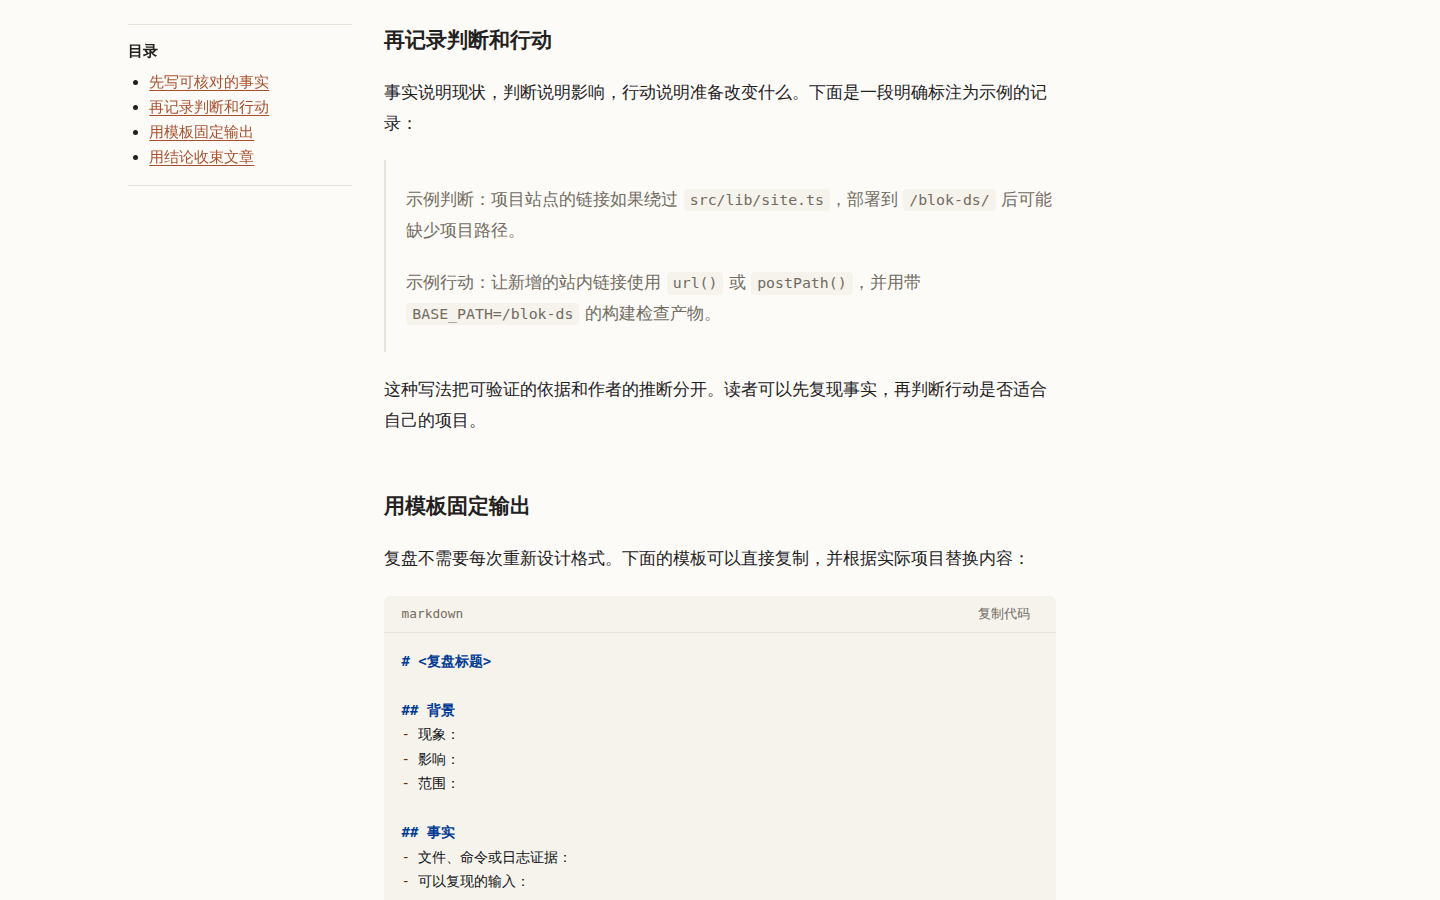 目录
先写可核对的事实
再记录判断和行动
用模板固定输出
用结论收束文章
再记录判断和行动
事实说明现状，判断说明影响，行动说明准备改变什么。下面是一段明确标注为示例的记
录：
示例判断：项目站点的链接如果绕过 src/lib/site.ts，部署到 /blok-ds/ 后可能
缺少项目路径。
示例行动：让新增的站内链接使用 url() 或 postPath()，并用带
BASE_PATH=/blok-ds 的构建检查产物。
这种写法把可验证的依据和作者的推断分开。读者可以先复现事实，再判断行动是否适合
自己的项目。
用模板固定输出
复盘不需要每次重新设计格式。下面的模板可以直接复制，并根据实际项目替换内容：
markdown
复制代码
# <复盘标题>
## 背景
- 现象：
- 影响：
- 范围：
## 事实
- 文件、命令或日志证据：
- 可以复现的输入：